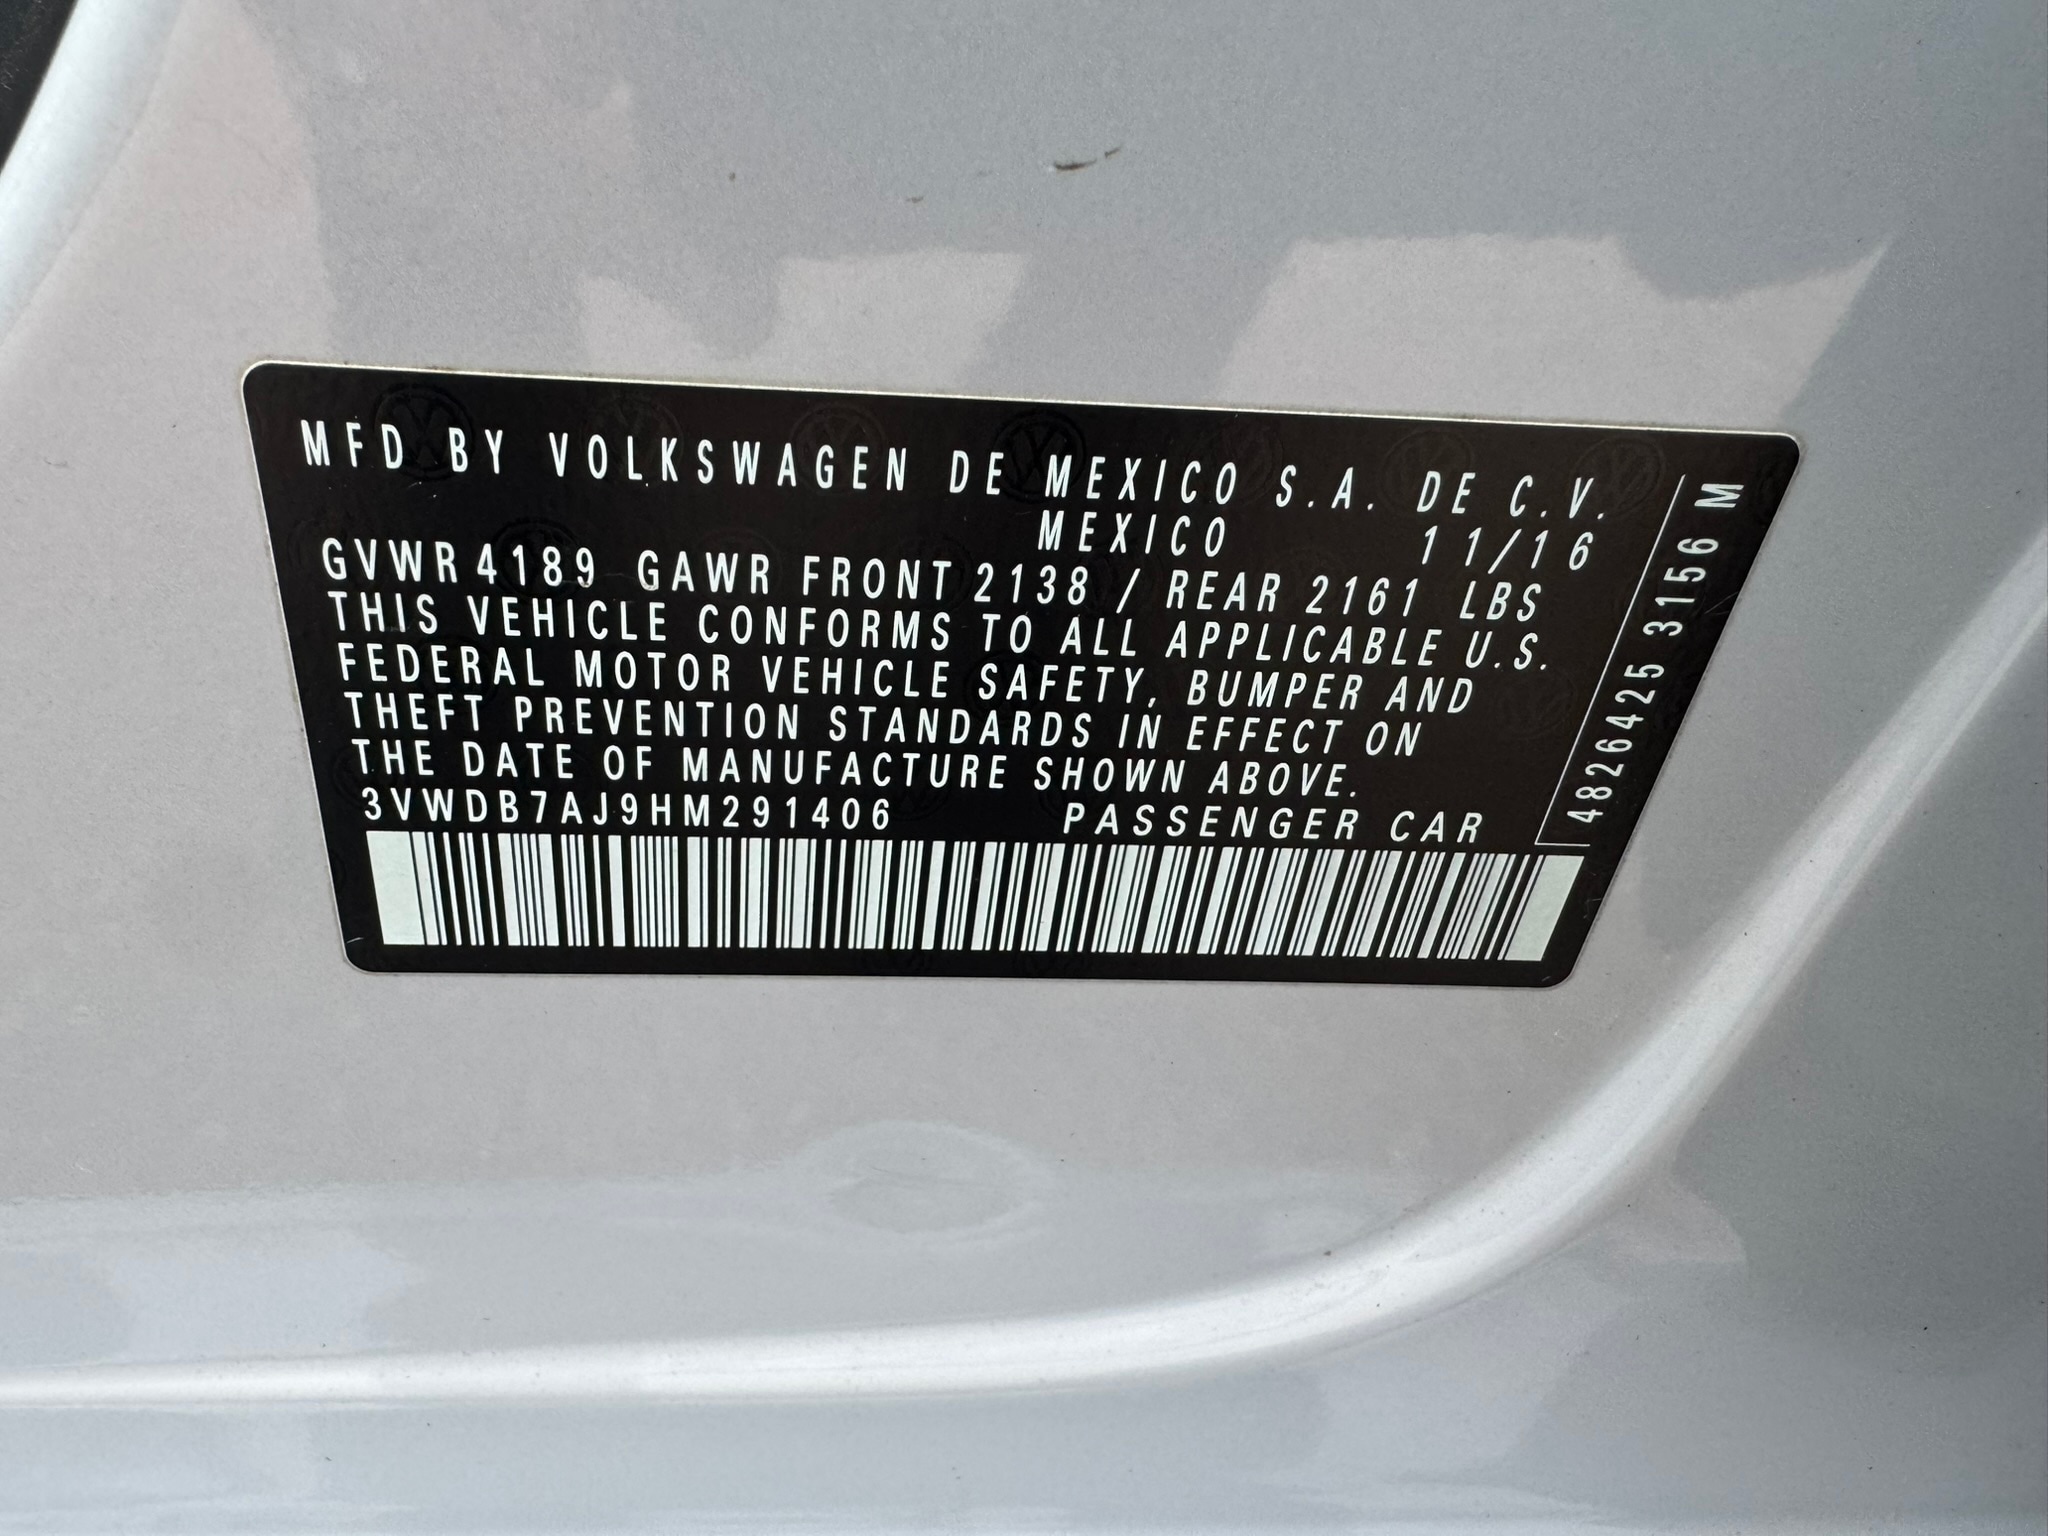 MFD BY VOLKSWAGEN DE MEXICO S.A. DE C.V.
MEXICO 11/16
GVWR 4189 GAWR FRONT 2138 / REAR 2161 LBS
THIS VEHICLE CONFORMS TO ALL APPLICABLE U.S.
FEDERAL MOTOR VEHICLE SAFETY, BUMPER AND
THEFT PREVENTION STANDARDS IN EFFECT ON
THE DATE OF MANUFACTURE SHOWN ABOVE.
3VWDB7AJ9HM291406 PASSENGER CAR
4826425 3156 M